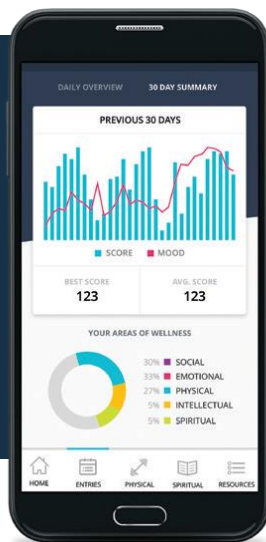 DAILY OVERVIEW 30 DAY SUMMARY
PREVIOUS 30 DAYS
SCORE MOOD
BEST SCORE AVG. SCORE
123 123
YOUR AREAS OF WELLNESS
30% SOCIAL
33% EMOTIONAL
27% PHYSICAL
5% INTELLECTUAL
5% SPIRITUAL
HOME ENTRIES PHYSICAL SPIRITUAL RESOURCES